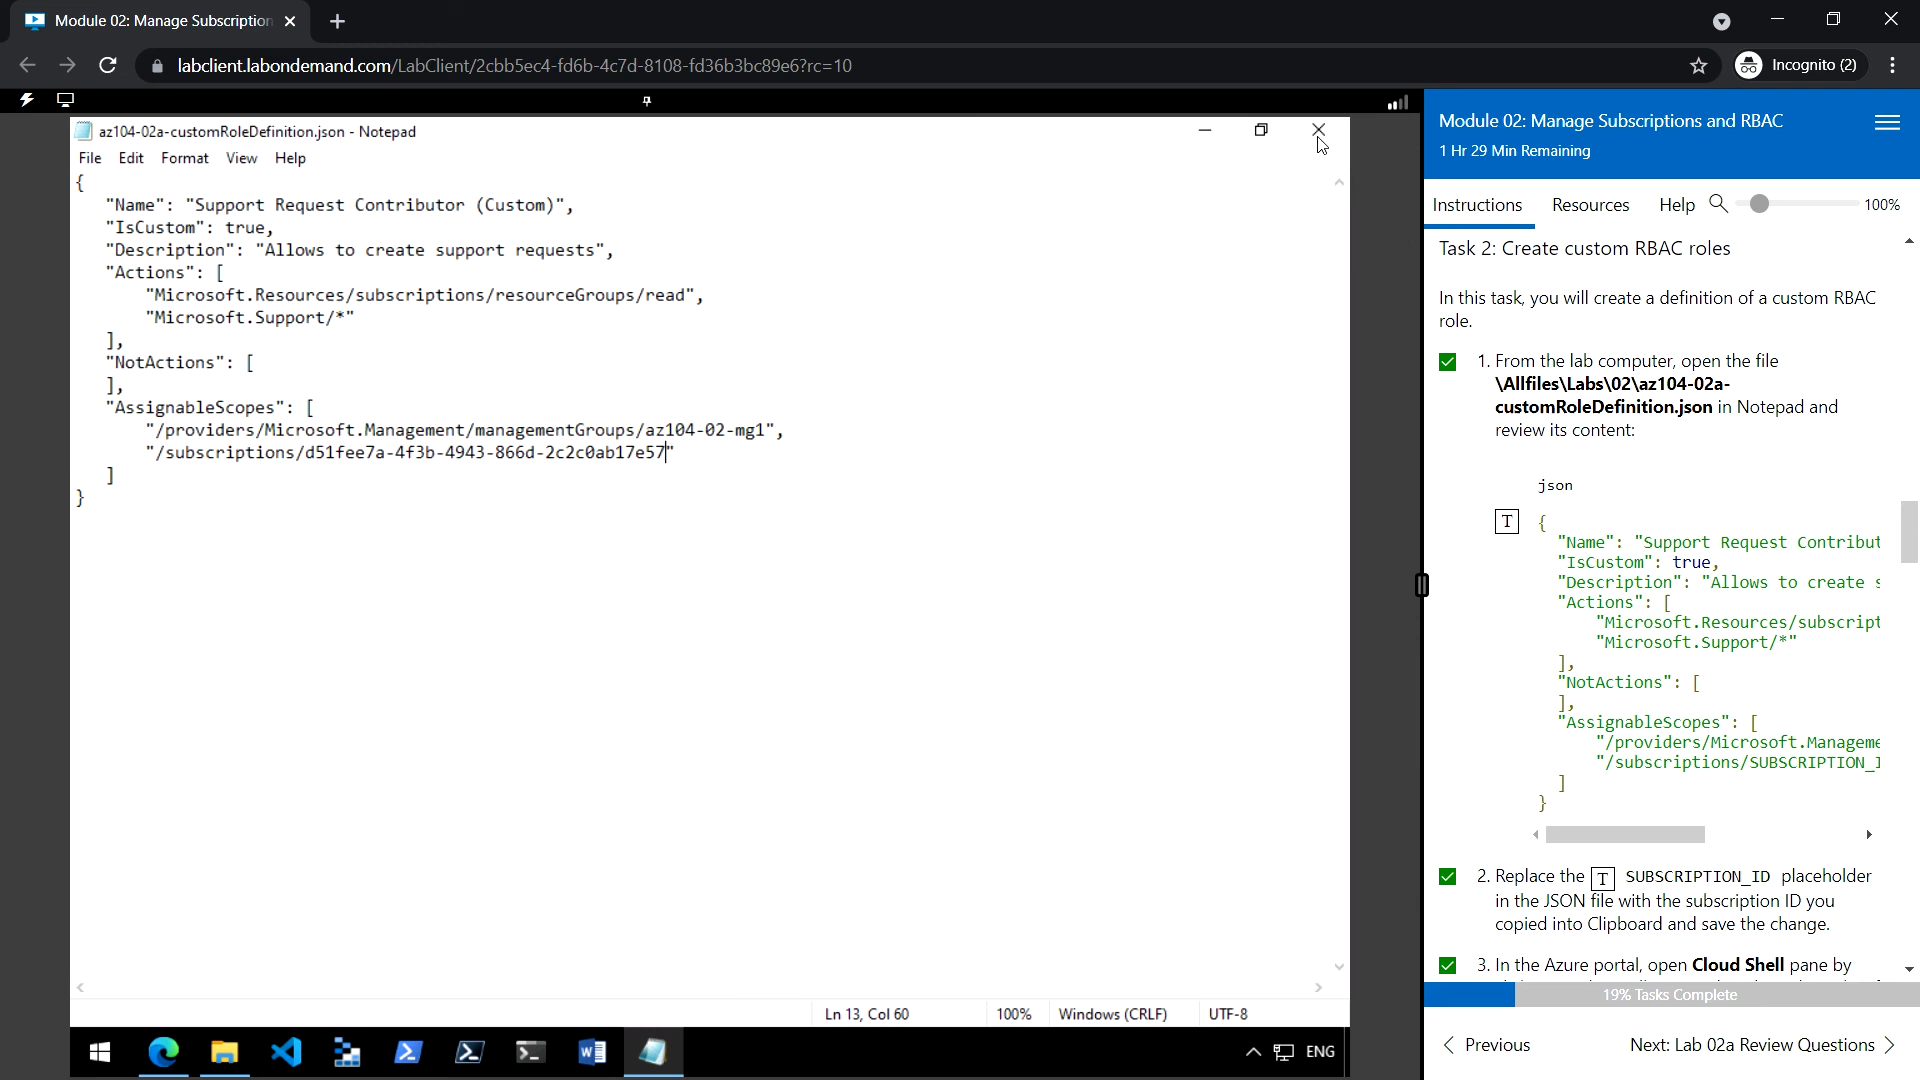 Module 02: Manage Subscription
labclient.labondemand.com/LabClient/2cbb5ec4-fd6b-4c7d-8108-fd36b3bc89e6?rc=10
Incognito (2)
az104-02a-customRoleDefinition.json - Notepad
File Edit Format View Help
{
"Name": "Support Request Contributor (Custom)",
"IsCustom": true,
"Description": "Allows to create support requests",
"Actions": [
"Microsoft.Resources/subscriptions/resourceGroups/read",
"Microsoft.Support/*"
],
"NotActions": [
],
"AssignableScopes": [
"/providers/Microsoft.Management/managementGroups/az104-02-mg1",
"/subscriptions/d51fee7a-4f3b-4943-866d-2c2c0ab17e57"
]
}
Ln 13, Col 60 100% Windows (CRLF) UTF-8
ENG
Module 02: Manage Subscriptions and RBAC
1 Hr 29 Min Remaining
Instructions Resources Help 100%
Task 2: Create custom RBAC roles
In this task, you will create a definition of a custom RBAC
role.
1. From the lab computer, open the file
\Allfiles\Labs\02\az104-02a-
customRoleDefinition.json in Notepad and
review its content:
json
T {
"Name": "Support Request Contribut
"IsCustom": true,
"Description": "Allows to create s
"Actions": [
"Microsoft.Resources/subscript
"Microsoft.Support/*"
],
"NotActions": [
],
"AssignableScopes": [
"/providers/Microsoft.Manageme
"/subscriptions/SUBSCRIPTION_I
]
}
2. Replace the T SUBSCRIPTION_ID placeholder
in the JSON file with the subscription ID you
copied into Clipboard and save the change.
3. In the Azure portal, open Cloud Shell pane by
19% Tasks Complete
Previous Next: Lab 02a Review Questions